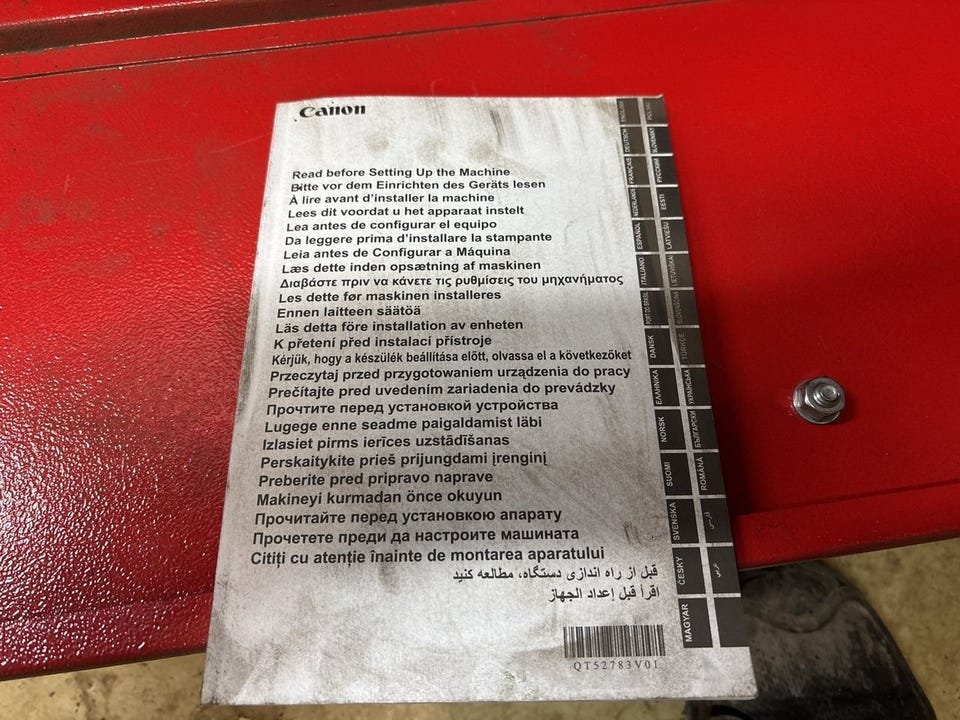 Canon
Read before Setting Up the Machine
Bitte vor dem Einrichten des Geräts lesen
À lire avant d'installer la machine
Lees dit voordat u het apparaat instelt
Lea antes de configurar el equipo
Da leggere prima d'installare la stampante
Leia antes de Configurar a Máquina
Læs dette inden opsætning af maskinen
Διαβάστε πριν να κάνετε τις ρυθμίσεις του μηχανήματος
Les dette før maskinen installeres
Ennen laitteen säätöä
Läs detta före installation av enheten
K přetení před instalací přístroje
Kérjük, hogy a készülék beállítása előtt, olvassa el a következőket
Przeczytaj przed przygotowaniem urządzenia do pracy
Prečítajte pred uvedením zariadenia do prevádzky
Прочтите перед установкой устройства
Lugege enne seadme paigaldamist läbi
Izlasiet pirms ierīces uzstādīšanas
Perskaitykite prieš prijungdami įrenginį
Preberite pred pripravo naprave
Makineyi kurmadan önce okuyun
Прочитайте перед установкою апарату
Прочетете преди да настроите машината
Citiți cu atenție înainte de montarea aparatului
قبل از راه اندازی دستگاه، مطالعه کنید
اقرأ قبل إعداد الجهاز
QT52783V01
ENGLISH
DEUTSCH
FRANÇAIS
NEDERLANDS
ESPAÑOL
ITALIANO
PORT.DO BRASIL
DANSK
ΕΛΛΗΝΙΚΑ
NORSK
SUOMI
SVENSKA
ČESKY
MAGYAR
POLSKI
SLOVENSKY
РУССКИЙ
EESTI
LATVIEŠU
LIETUVIŠKAI
SLOVENŠČINA
TÜRKÇE
УКРАЇНСЬКА
БЪЛГАРСКИ
ROMÂNĂ
فارسی
عربي